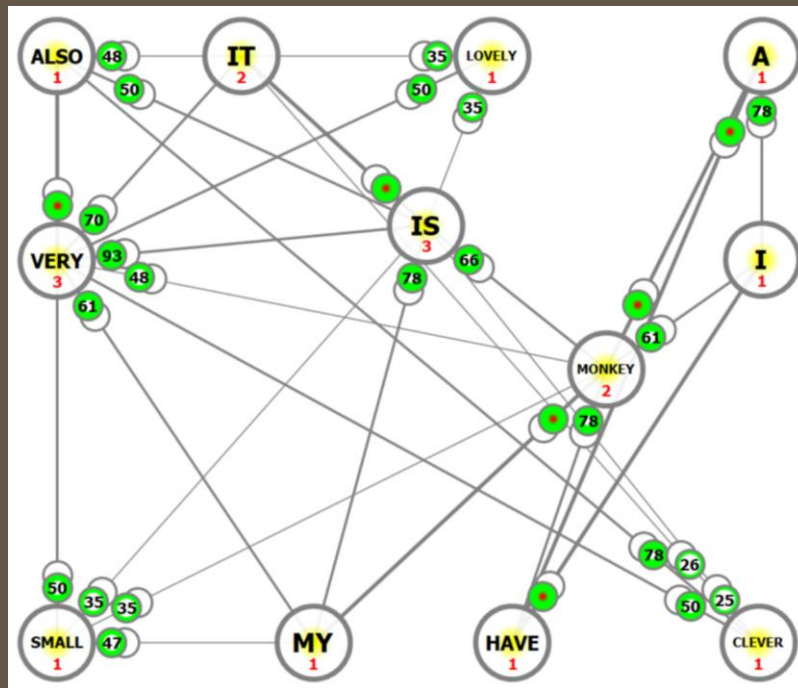 ALSO 48 IT 35 LOVELY A
1 2 1 1
50 50 35 78
70 IS 66
3
VERY 93 48 78 I
3 1
61 61
MONKEY
2
78
78 26
50 35 35 50 25
SMALL 47 MY HAVE CLEVER
1 1 1 1